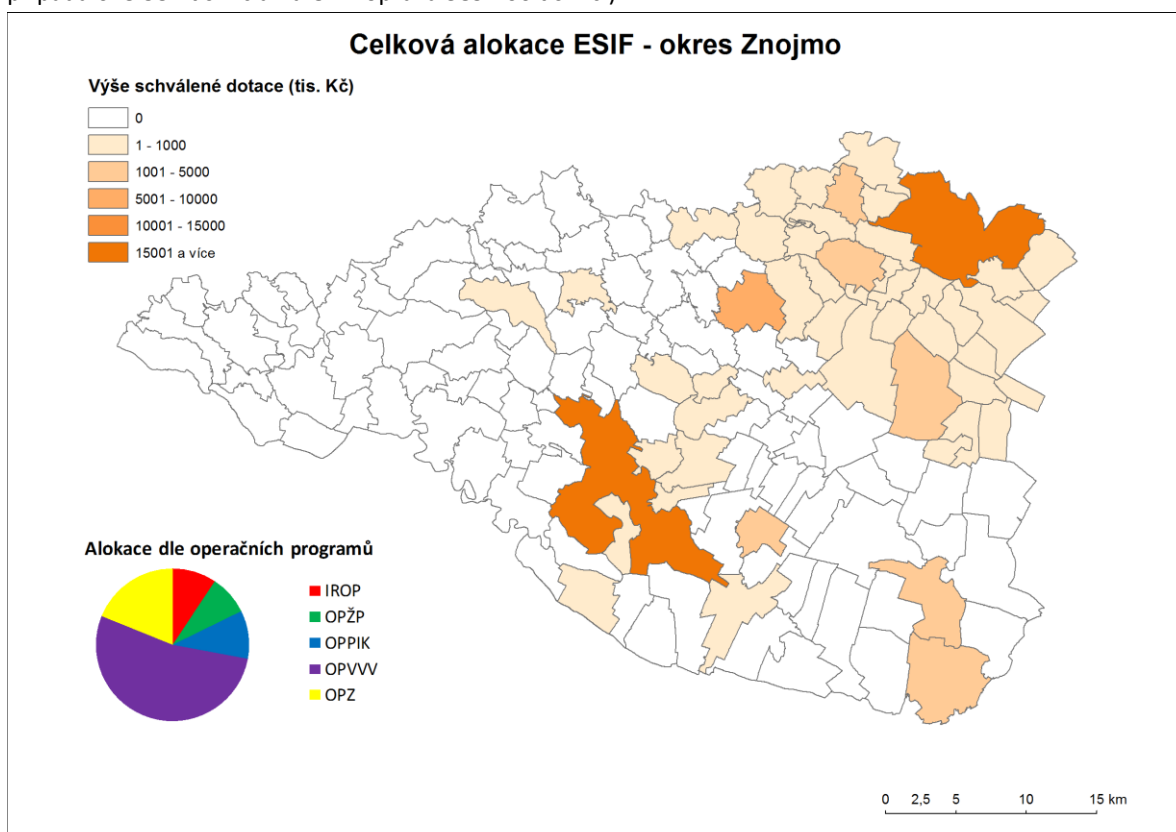 Celková alokace ESIF - okres Znojmo
Výše schválené dotace (tis. Kč)
0
1 - 1000
1001 - 5000
5001 - 10000
10001 - 15000
15001 a více
Alokace dle operačních programů
IROP
OPŽP
OPPIK
OPVVV
OPZ
0 2,5 5 10 15 km